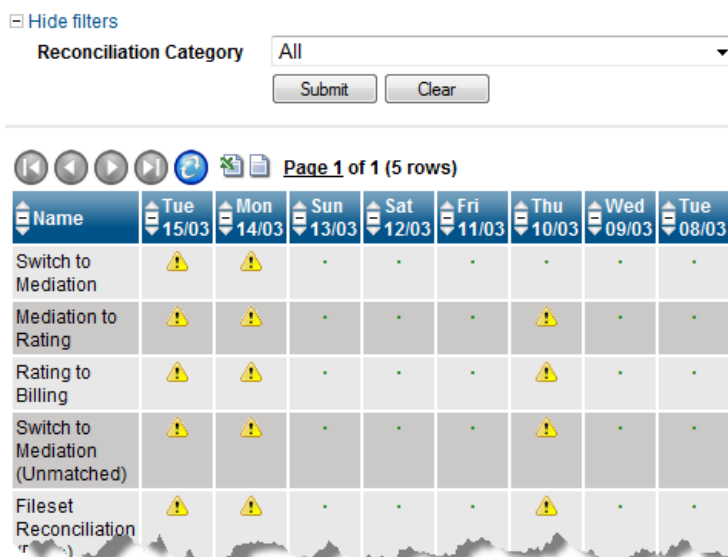 Hide filters
Reconciliation Category All
Submit Clear
Page 1 of 1 (5 rows)
Name Tue 15/03 Mon 14/03 Sun 13/03 Sat 12/03 Fri 11/03 Thu 10/03 Wed 09/03 Tue 08/03
Switch to
Mediation
Mediation to
Rating
Rating to
Billing
Switch to
Mediation
(Unmatched)
Fileset
Reconciliation